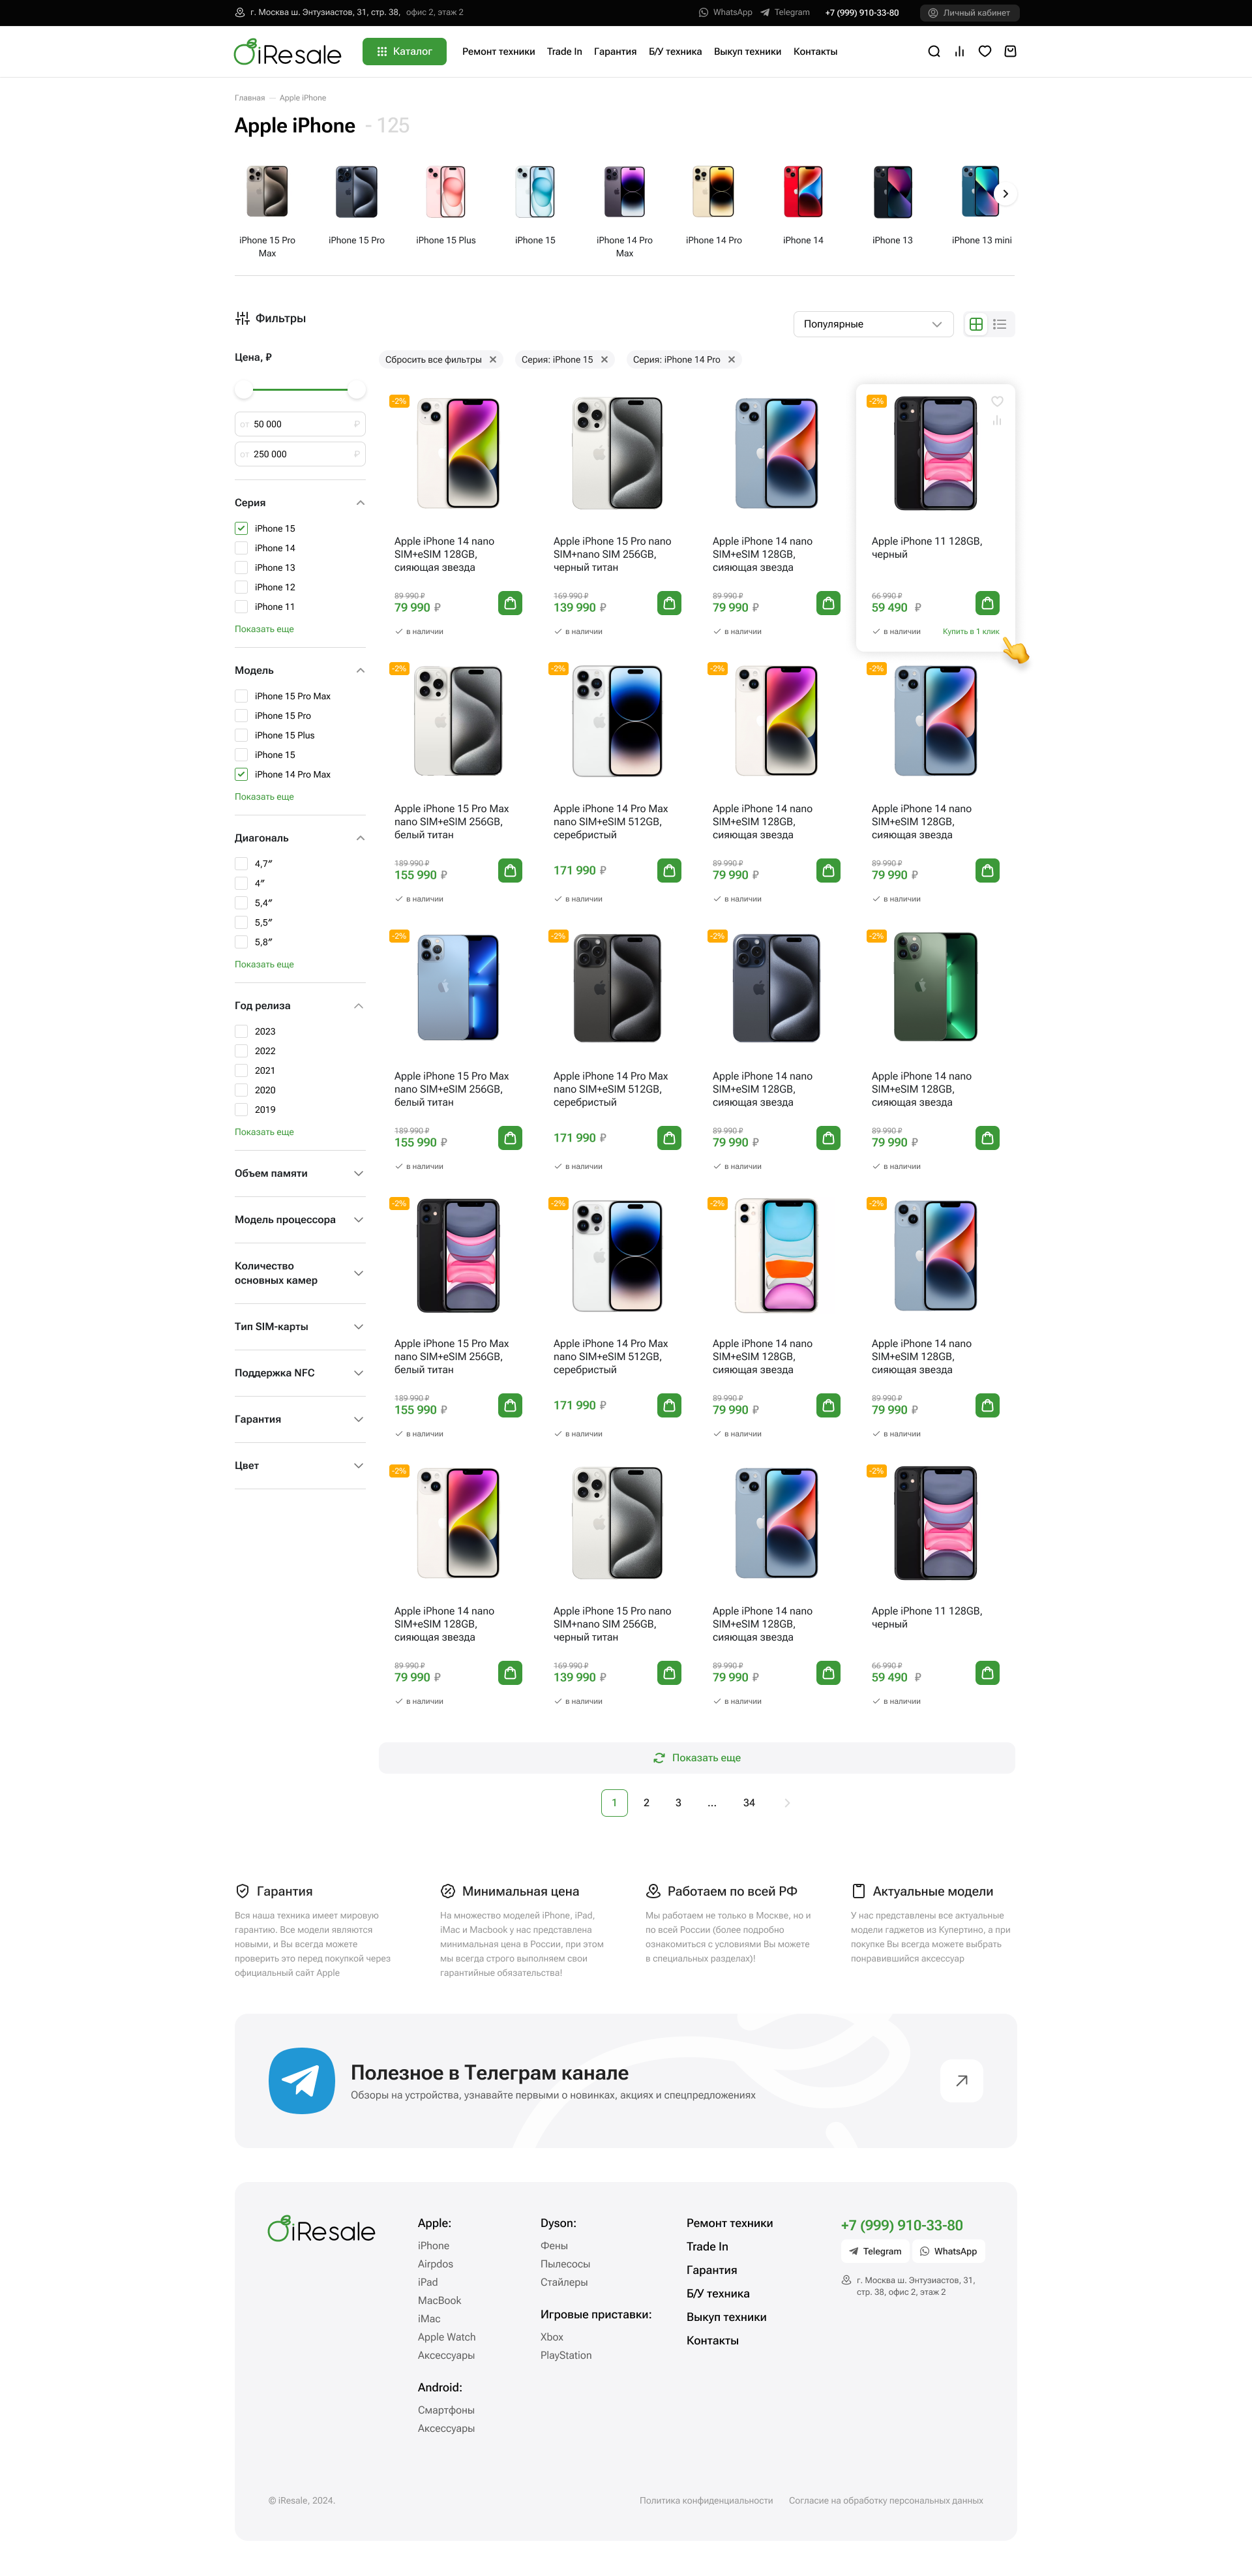 г. Москва ш. Энтузиастов, 31, стр. 38, офис 2, этаж 2
WhatsApp Telegram +7 (999) 910-33-80 Личный кабинет
iResale Каталог Ремонт техники Trade In Гарантия Б/У техника Выкуп техники Контакты
Главная — Apple iPhone
Apple iPhone - 125
iPhone 15 Pro Max
iPhone 15 Pro
iPhone 15 Plus
iPhone 15
iPhone 14 Pro Max
iPhone 14 Pro
iPhone 14
iPhone 13
iPhone 13 mini
Фильтры
Популярные
Цена, ₽
от 50 000 ₽
от 250 000 ₽
Серия
iPhone 15
iPhone 14
iPhone 13
iPhone 12
iPhone 11
Показать еще
Модель
iPhone 15 Pro Max
iPhone 15 Pro
iPhone 15 Plus
iPhone 15
iPhone 14 Pro Max
Показать еще
Диагональ
4,7″
4″
5,4″
5,5″
5,8″
Показать еще
Год релиза
2023
2022
2021
2020
2019
Показать еще
Объем памяти
Модель процессора
Количество
основных камер
Тип SIM-карты
Поддержка NFC
Гарантия
Цвет
Сбросить все фильтры Серия: iPhone 15 Серия: iPhone 14 Pro
-2% -2%
Apple iPhone 14 nano Apple iPhone 15 Pro nano Apple iPhone 14 nano Apple iPhone 11 128GB,
SIM+eSIM 128GB, SIM+nano SIM 256GB, SIM+eSIM 128GB, черный
сияющая звезда черный титан сияющая звезда
89 990 ₽ 169 990 ₽ 89 990 ₽ 66 990 ₽
79 990 ₽ 139 990 ₽ 79 990 ₽ 59 490 ₽
в наличии в наличии в наличии в наличии Купить в 1 клик
-2% -2% -2% -2%
Apple iPhone 15 Pro Max Apple iPhone 14 Pro Max Apple iPhone 14 nano Apple iPhone 14 nano
nano SIM+eSIM 256GB, nano SIM+eSIM 512GB, SIM+eSIM 128GB, SIM+eSIM 128GB,
белый титан серебристый сияющая звезда сияющая звезда
189 990 ₽ 89 990 ₽ 89 990 ₽
155 990 ₽ 171 990 ₽ 79 990 ₽ 79 990 ₽
в наличии в наличии в наличии в наличии
-2% -2% -2% -2%
Apple iPhone 15 Pro Max Apple iPhone 14 Pro Max Apple iPhone 14 nano Apple iPhone 14 nano
nano SIM+eSIM 256GB, nano SIM+eSIM 512GB, SIM+eSIM 128GB, SIM+eSIM 128GB,
белый титан серебристый сияющая звезда сияющая звезда
189 990 ₽ 89 990 ₽ 89 990 ₽
155 990 ₽ 171 990 ₽ 79 990 ₽ 79 990 ₽
в наличии в наличии в наличии в наличии
-2% -2% -2% -2%
Apple iPhone 15 Pro Max Apple iPhone 14 Pro Max Apple iPhone 14 nano Apple iPhone 14 nano
nano SIM+eSIM 256GB, nano SIM+eSIM 512GB, SIM+eSIM 128GB, SIM+eSIM 128GB,
белый титан серебристый сияющая звезда сияющая звезда
189 990 ₽ 89 990 ₽ 89 990 ₽
155 990 ₽ 171 990 ₽ 79 990 ₽ 79 990 ₽
в наличии в наличии в наличии в наличии
-2% -2%
Apple iPhone 14 nano Apple iPhone 15 Pro nano Apple iPhone 14 nano Apple iPhone 11 128GB,
SIM+eSIM 128GB, SIM+nano SIM 256GB, SIM+eSIM 128GB, черный
сияющая звезда черный титан сияющая звезда
89 990 ₽ 169 990 ₽ 89 990 ₽ 66 990 ₽
79 990 ₽ 139 990 ₽ 79 990 ₽ 59 490 ₽
в наличии в наличии в наличии в наличии
Показать еще
1 2 3 ... 34
Гарантия
Вся наша техника имеет мировую
гарантию. Все модели являются
новыми, и Вы всегда можете
проверить это перед покупкой через
официальный сайт Apple
Минимальная цена
На множество моделей iPhone, iPad,
iMac и Macbook у нас представлена
минимальная цена в России, при этом
мы всегда строго выполняем свои
гарантийные обязательства!
Работаем по всей РФ
Мы работаем не только в Москве, но и
по всей России (более подробно
ознакомиться с условиями Вы можете
в специальных разделах)!
Актуальные модели
У нас представлены все актуальные
модели гаджетов из Купертино, а при
покупке Вы всегда можете выбрать
понравившийся аксессуар
Полезное в Телеграм канале
Обзоры на устройства, узнавайте первыми о новинках, акциях и спецпредложениях
iResale
Apple:
iPhone
Airpdos
iPad
MacBook
iMac
Apple Watch
Аксессуары
Android:
Смартфоны
Аксессуары
Dyson:
Фены
Пылесосы
Стайлеры
Игровые приставки:
Xbox
PlayStation
Ремонт техники
Trade In
Гарантия
Б/У техника
Выкуп техники
Контакты
+7 (999) 910-33-80
Telegram WhatsApp
г. Москва ш. Энтузиастов, 31,
стр. 38, офис 2, этаж 2
© iResale, 2024.
Политика конфиденциальности Согласие на обработку персональных данных